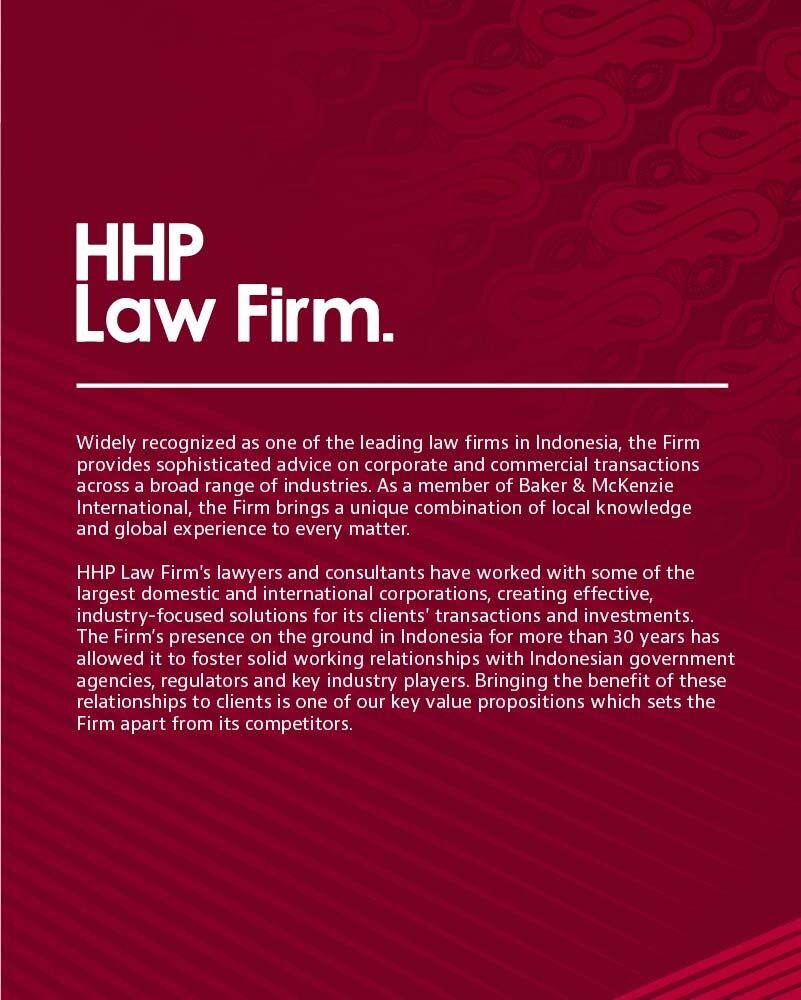 HHP
Law Firm.
Widely recognized as one of the leading law firms in Indonesia, the Firm
provides sophisticated advice on corporate and commercial transactions
across a broad range of industries. As a member of Baker & McKenzie
International, the Firm brings a unique combination of local knowledge
and global experience to every matter.
HHP Law Firm's lawyers and consultants have worked with some of the
largest domestic and international corporations, creating effective,
industry-focused solutions for its clients' transactions and investments.
The Firm's presence on the ground in Indonesia for more than 30 years has
allowed it to foster solid working relationships with Indonesian government
agencies, regulators and key industry players. Bringing the benefit of these
relationships to clients is one of our key value propositions which sets the
Firm apart from its competitors.